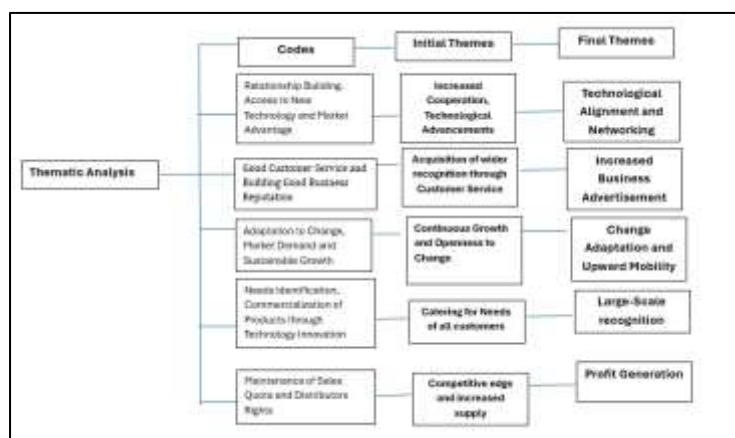 Codes
Initial Themes
Final Themes
Thematic Analysis
Relationship Building,
Access to New
Technology and Market
Advantage
Increased
Cooperation,
Technological
Advancements
Technological
Alignment and
Networking
Good Customer Service and
Building Good Business
Reputation
Acquisition of wider
recognition through
Customer Service
Increased
Business
Advertisement
Adaptation to Change,
Market Demand and
Sustainable Growth
Continuous Growth
and Openness to
Change
Change
Adaptation and
Upward Mobility
Needs Identification,
Commercialization of
Products through
Technology Innovation
Catering for Needs
of all customers
Large-Scale
recognition
Maintenance of Sales
Quota and Distributors
Rights
Competitive edge
and increased
supply
Profit Generation